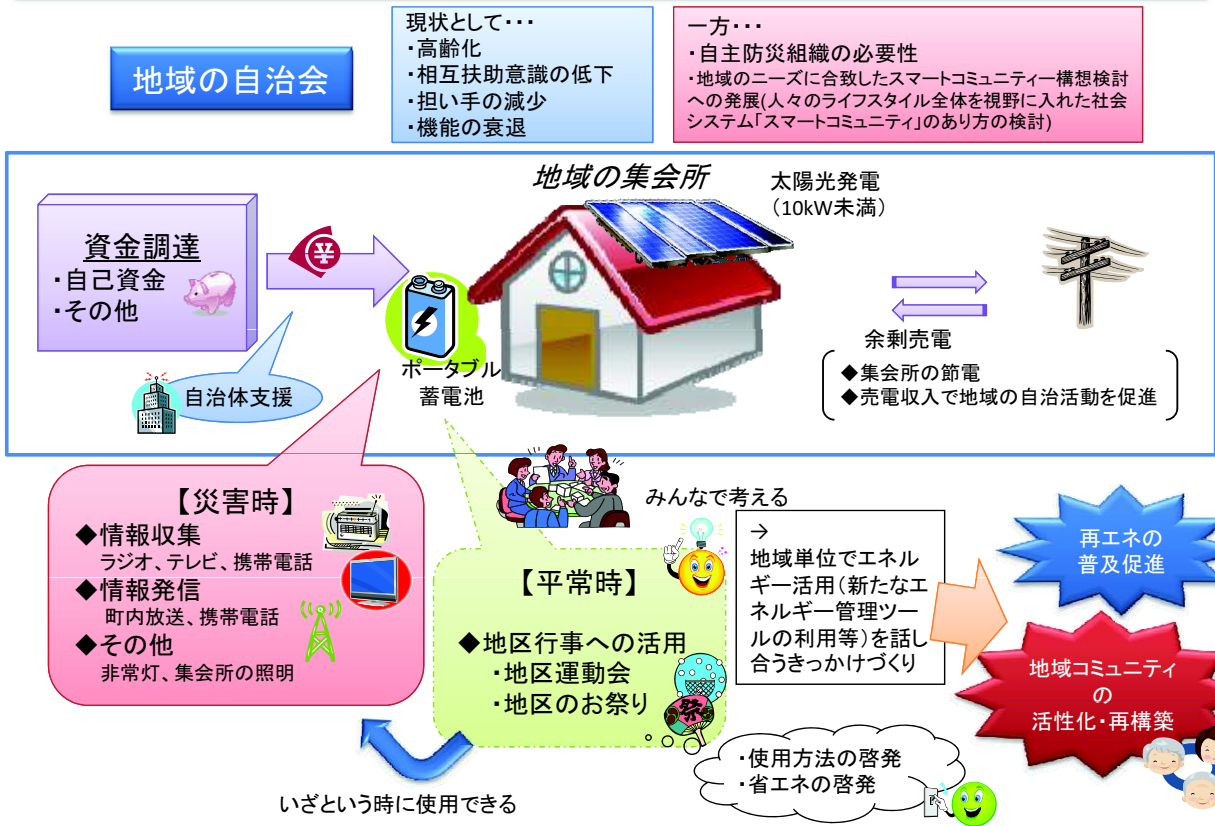 地域の自治会
現状として・・・
・高齢化
・相互扶助意識の低下
・担い手の減少
・機能の衰退
一方・・・
・自主防災組織の必要性
・地域のニーズに合致したスマートコミュニティー構想検討
への発展(人々のライフスタイル全体を視野に入れた社会
システム「スマートコミュニティ」のあり方の検討)
地域の集会所
太陽光発電
（10kW未満）
資金調達
・自己資金
・その他
自治体支援
ポータブル
蓄電池
余剰売電
◆集会所の節電
◆売電収入で地域の自治活動を促進
【災害時】
◆情報収集
ラジオ、テレビ、携帯電話
◆情報発信
町内放送、携帯電話
◆その他
非常灯、集会所の照明
みんなで考える
【平常時】
◆地区行事への活用
・地区運動会
・地区のお祭り
祭
→
地域単位でエネル
ギー活用（新たなエ
ネルギー管理ツー
ルの利用等）を話し
合うきっかけづくり
再エネの
普及促進
地域コミュニティ
の
活性化・再構築
・使用方法の啓発
・省エネの啓発
いざという時に使用できる